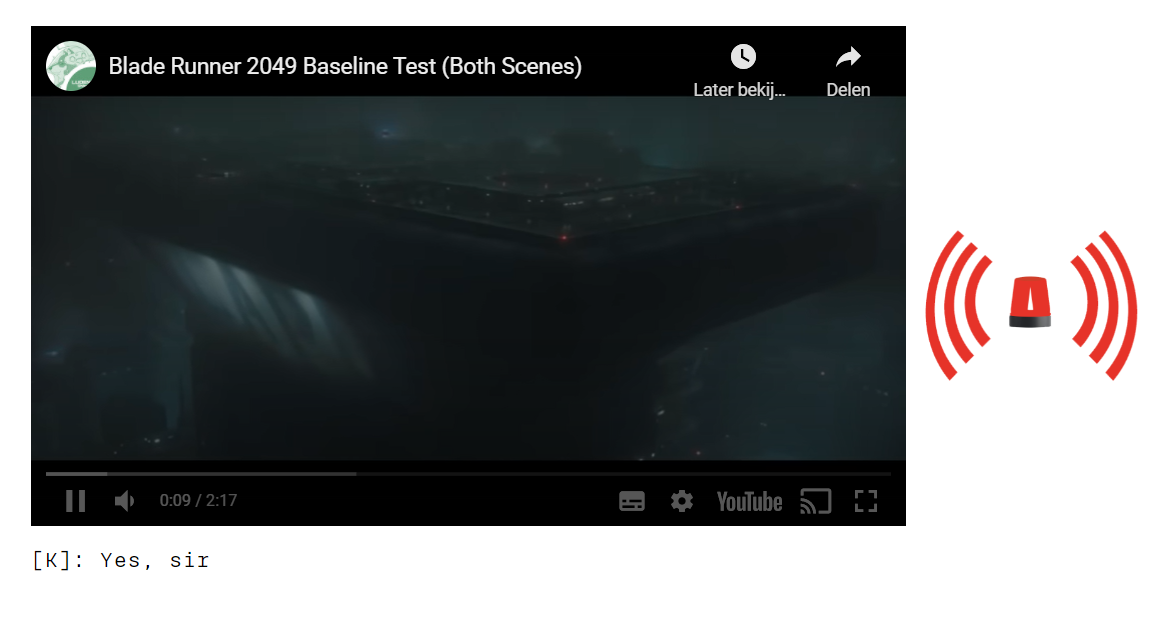 Blade Runner 2049 Baseline Test (Both Scenes)
Later bekij...
Delen
0:09 / 2:17
YouTube
[K]: Yes, sir